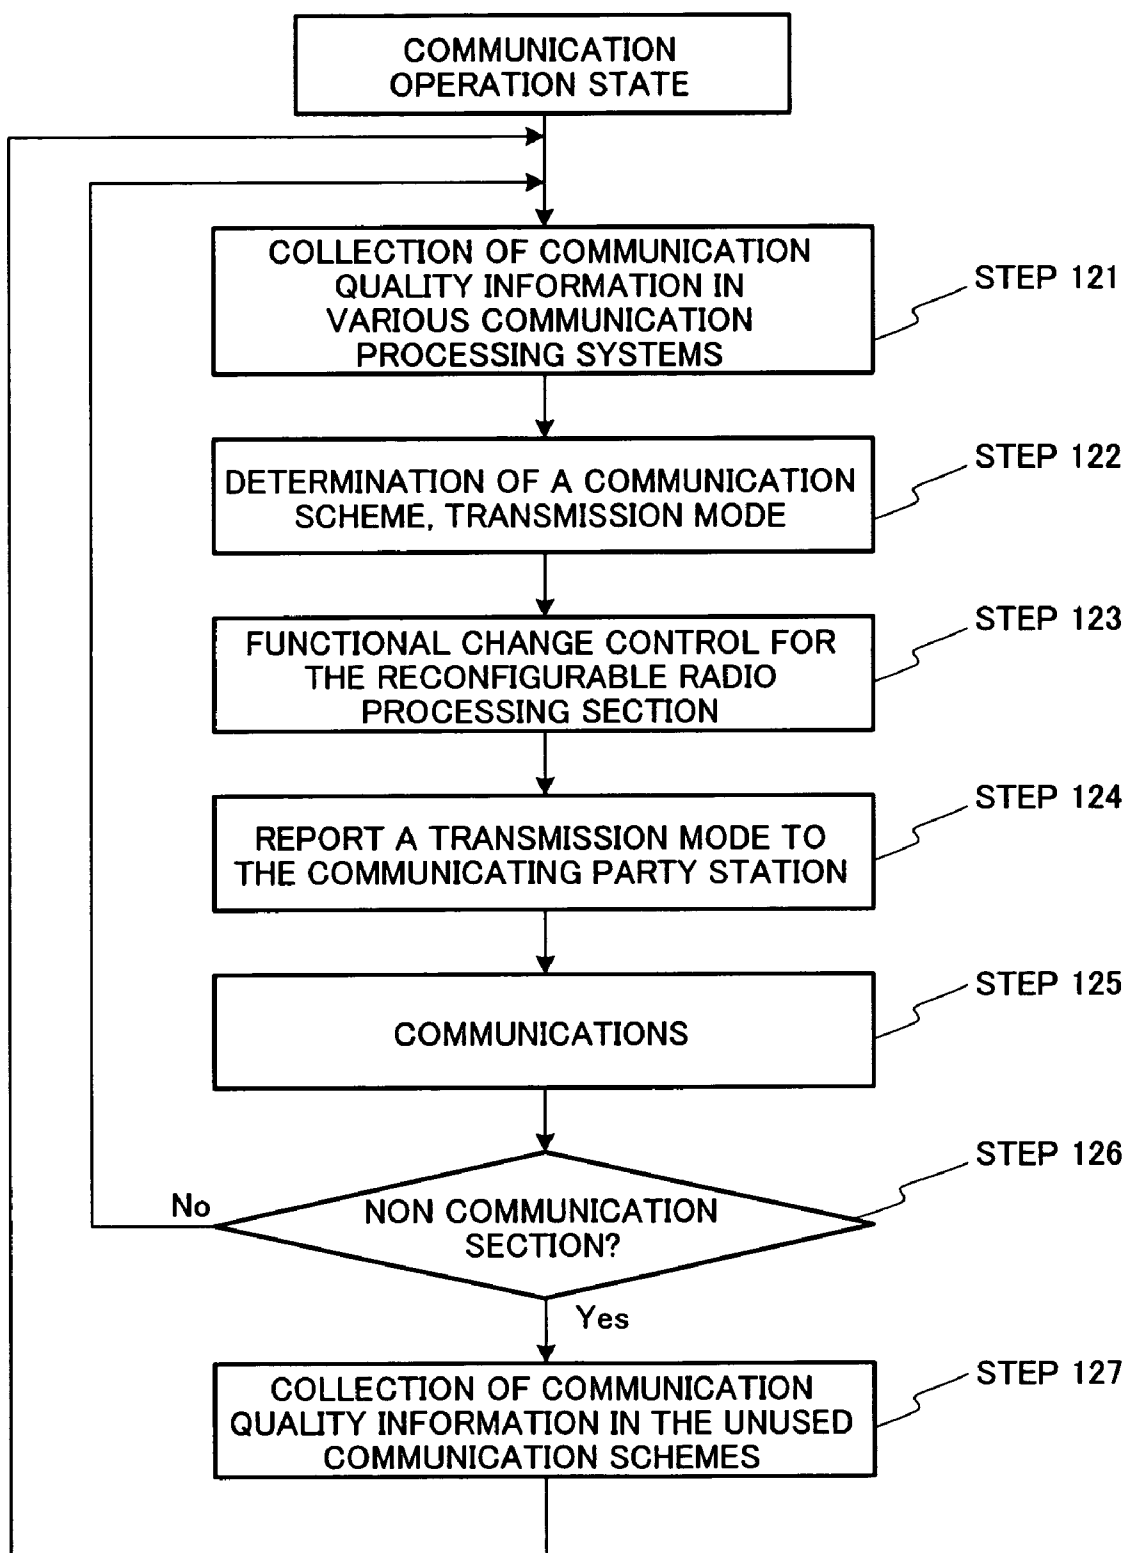 COMMUNICATION
OPERATION STATE
COLLECTION OF COMMUNICATION
QUALITY INFORMATION IN
VARIOUS COMMUNICATION
PROCESSING SYSTEMS
STEP 121
DETERMINATION OF A COMMUNICATION
SCHEME, TRANSMISSION MODE
STEP 122
FUNCTIONAL CHANGE CONTROL FOR
THE RECONFIGURABLE RADIO
PROCESSING SECTION
STEP 123
REPORT A TRANSMISSION MODE TO
THE COMMUNICATING PARTY STATION
STEP 124
COMMUNICATIONS
STEP 125
NON COMMUNICATION
SECTION?
STEP 126
No
Yes
COLLECTION OF COMMUNICATION
QUALITY INFORMATION IN THE UNUSED
COMMUNICATION SCHEMES
STEP 127